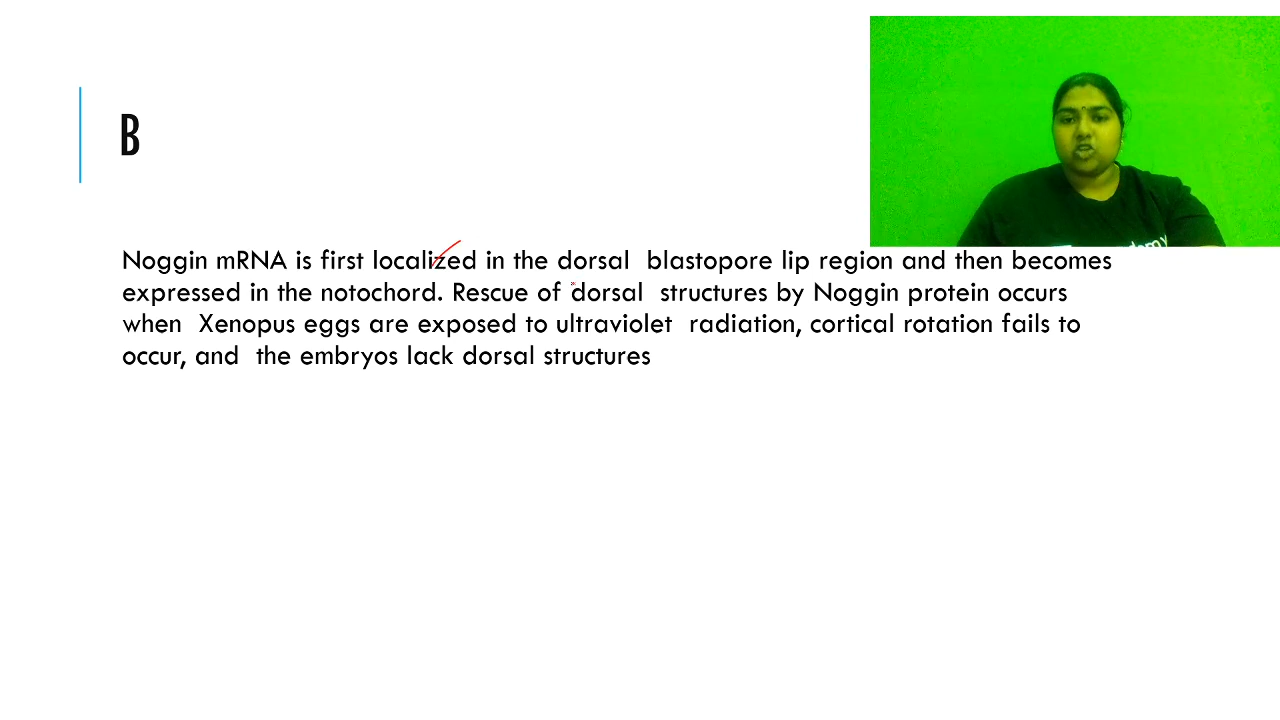 B
Noggin mRNA is first localized in the dorsal blastopore lip region and then becomes
expressed in the notochord. Rescue of dorsal structures by Noggin protein occurs
when Xenopus eggs are exposed to ultraviolet radiation, cortical rotation fails to
occur, and the embryos lack dorsal structures